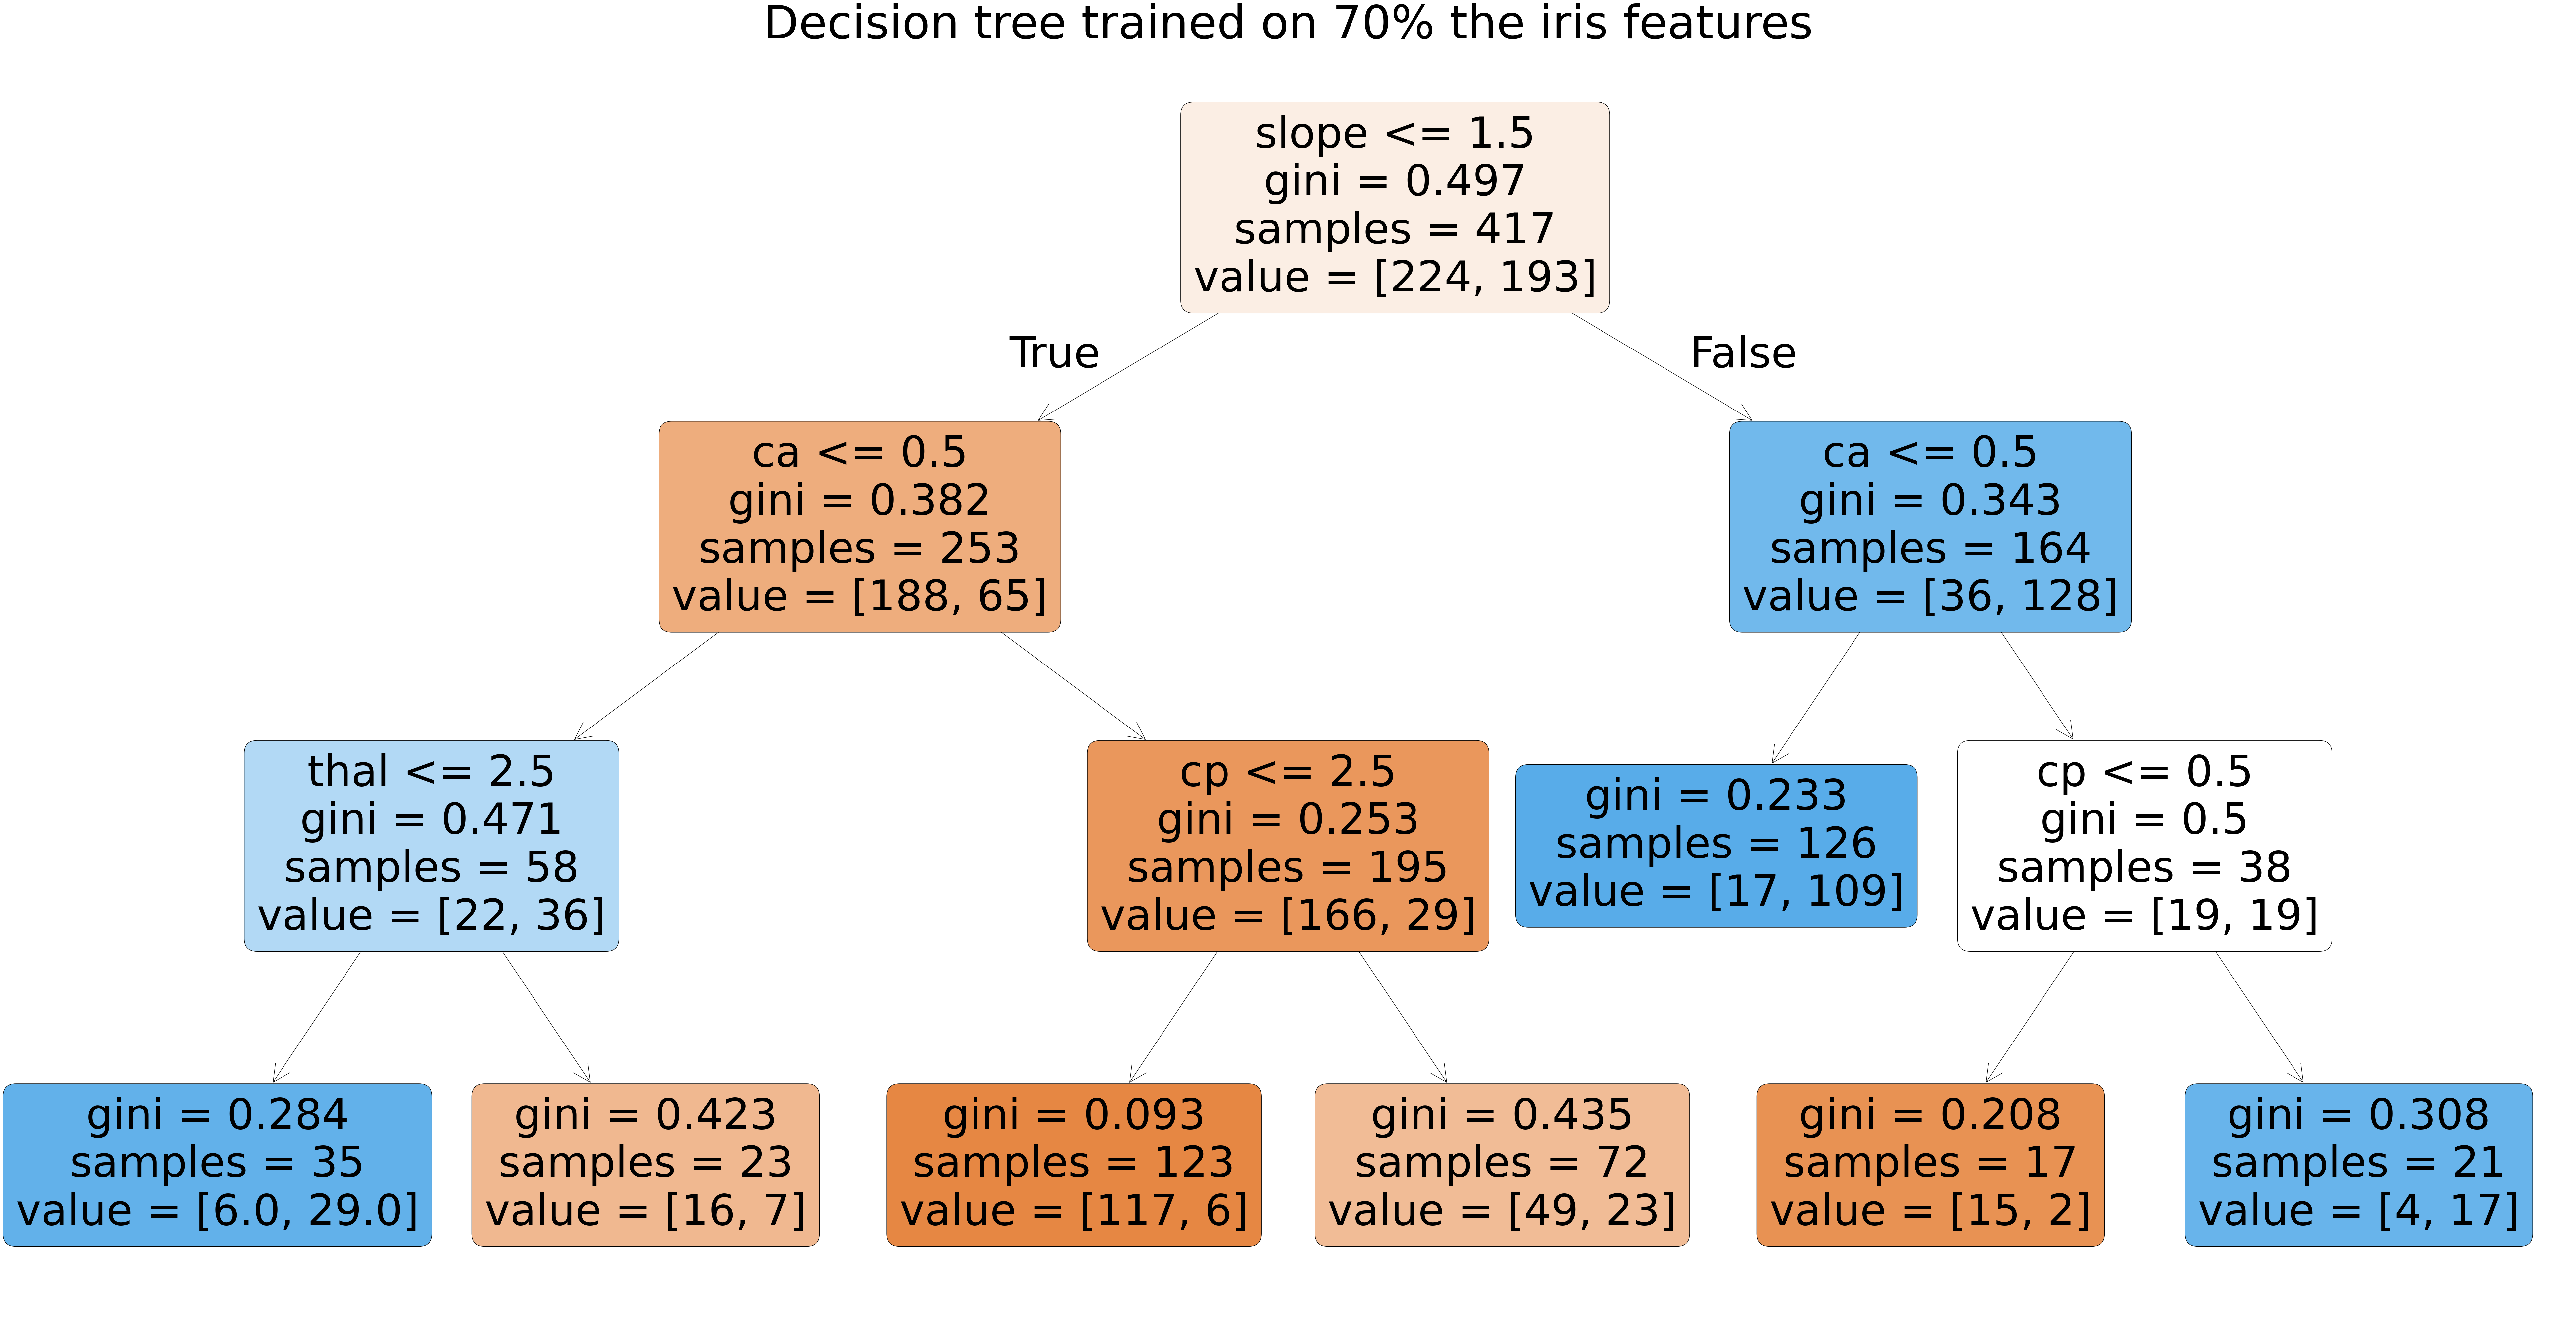 Decision tree trained on 70% the iris features
slope <= 1.5
gini = 0.497
samples = 417
value = [224, 193]
True
False
ca <= 0.5
gini = 0.382
samples = 253
value = [188, 65]
ca <= 0.5
gini = 0.343
samples = 164
value = [36, 128]
thal <= 2.5
gini = 0.471
samples = 58
value = [22, 36]
cp <= 2.5
gini = 0.253
samples = 195
value = [166, 29]
gini = 0.233
samples = 126
value = [17, 109]
cp <= 0.5
gini = 0.5
samples = 38
value = [19, 19]
gini = 0.284
samples = 35
value = [6.0, 29.0]
gini = 0.423
samples = 23
value = [16, 7]
gini = 0.093
samples = 123
value = [117, 6]
gini = 0.435
samples = 72
value = [49, 23]
gini = 0.208
samples = 17
value = [15, 2]
gini = 0.308
samples = 21
value = [4, 17]